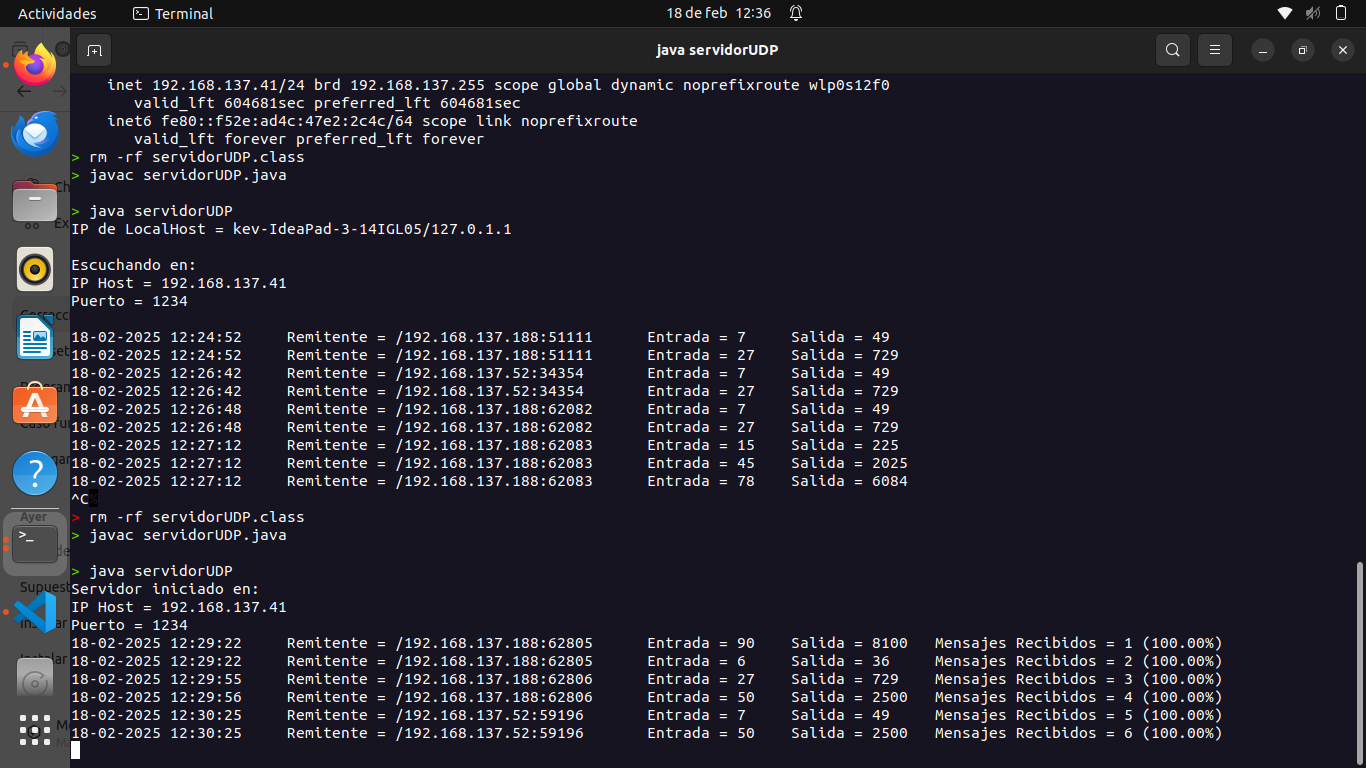 Actividades Terminal 18 de feb 12:36
java servidorUDP
inet 192.168.137.41/24 brd 192.168.137.255 scope global dynamic noprefixroute wlp0s12f0
valid_lft 604681sec preferred_lft 604681sec
inet6 fe80::f52e:ad4c:47e2:2c4c/64 scope link noprefixroute
valid_lft forever preferred_lft forever
> rm -rf servidorUDP.class
> javac servidorUDP.java
> java servidorUDP
IP de LocalHost = kev-IdeaPad-3-14IGL05/127.0.1.1
Escuchando en:
IP Host = 192.168.137.41
Puerto = 1234
18-02-2025 12:24:52 Remitente = /192.168.137.188:51111 Entrada = 7 Salida = 49
18-02-2025 12:24:52 Remitente = /192.168.137.188:51111 Entrada = 27 Salida = 729
18-02-2025 12:26:42 Remitente = /192.168.137.52:34354 Entrada = 7 Salida = 49
18-02-2025 12:26:42 Remitente = /192.168.137.52:34354 Entrada = 27 Salida = 729
18-02-2025 12:26:48 Remitente = /192.168.137.188:62082 Entrada = 7 Salida = 49
18-02-2025 12:26:48 Remitente = /192.168.137.188:62082 Entrada = 27 Salida = 729
18-02-2025 12:27:12 Remitente = /192.168.137.188:62083 Entrada = 15 Salida = 225
18-02-2025 12:27:12 Remitente = /192.168.137.188:62083 Entrada = 45 Salida = 2025
18-02-2025 12:27:12 Remitente = /192.168.137.188:62083 Entrada = 78 Salida = 6084
^C%
> rm -rf servidorUDP.class
Ayer
> javac servidorUDP.java
> java servidorUDP
Servidor iniciado en:
IP Host = 192.168.137.41
Puerto = 1234
18-02-2025 12:29:22 Remitente = /192.168.137.188:62805 Entrada = 90 Salida = 8100 Mensajes Recibidos = 1 (100.00%)
18-02-2025 12:29:22 Remitente = /192.168.137.188:62805 Entrada = 6 Salida = 36 Mensajes Recibidos = 2 (100.00%)
18-02-2025 12:29:55 Remitente = /192.168.137.188:62806 Entrada = 27 Salida = 729 Mensajes Recibidos = 3 (100.00%)
18-02-2025 12:29:56 Remitente = /192.168.137.188:62806 Entrada = 50 Salida = 2500 Mensajes Recibidos = 4 (100.00%)
18-02-2025 12:30:25 Remitente = /192.168.137.52:59196 Entrada = 7 Salida = 49 Mensajes Recibidos = 5 (100.00%)
18-02-2025 12:30:25 Remitente = /192.168.137.52:59196 Entrada = 50 Salida = 2500 Mensajes Recibidos = 6 (100.00%)